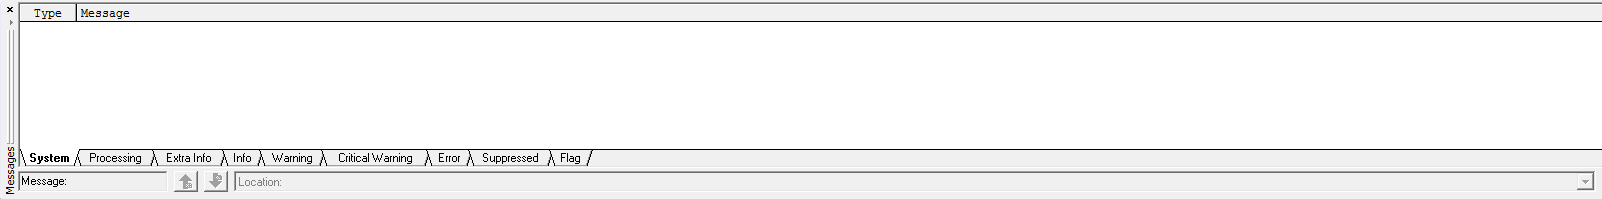 Type Message
System Processing Extra Info Info Warning Critical Warning Error Suppressed Flag
Messages
Message: Location: